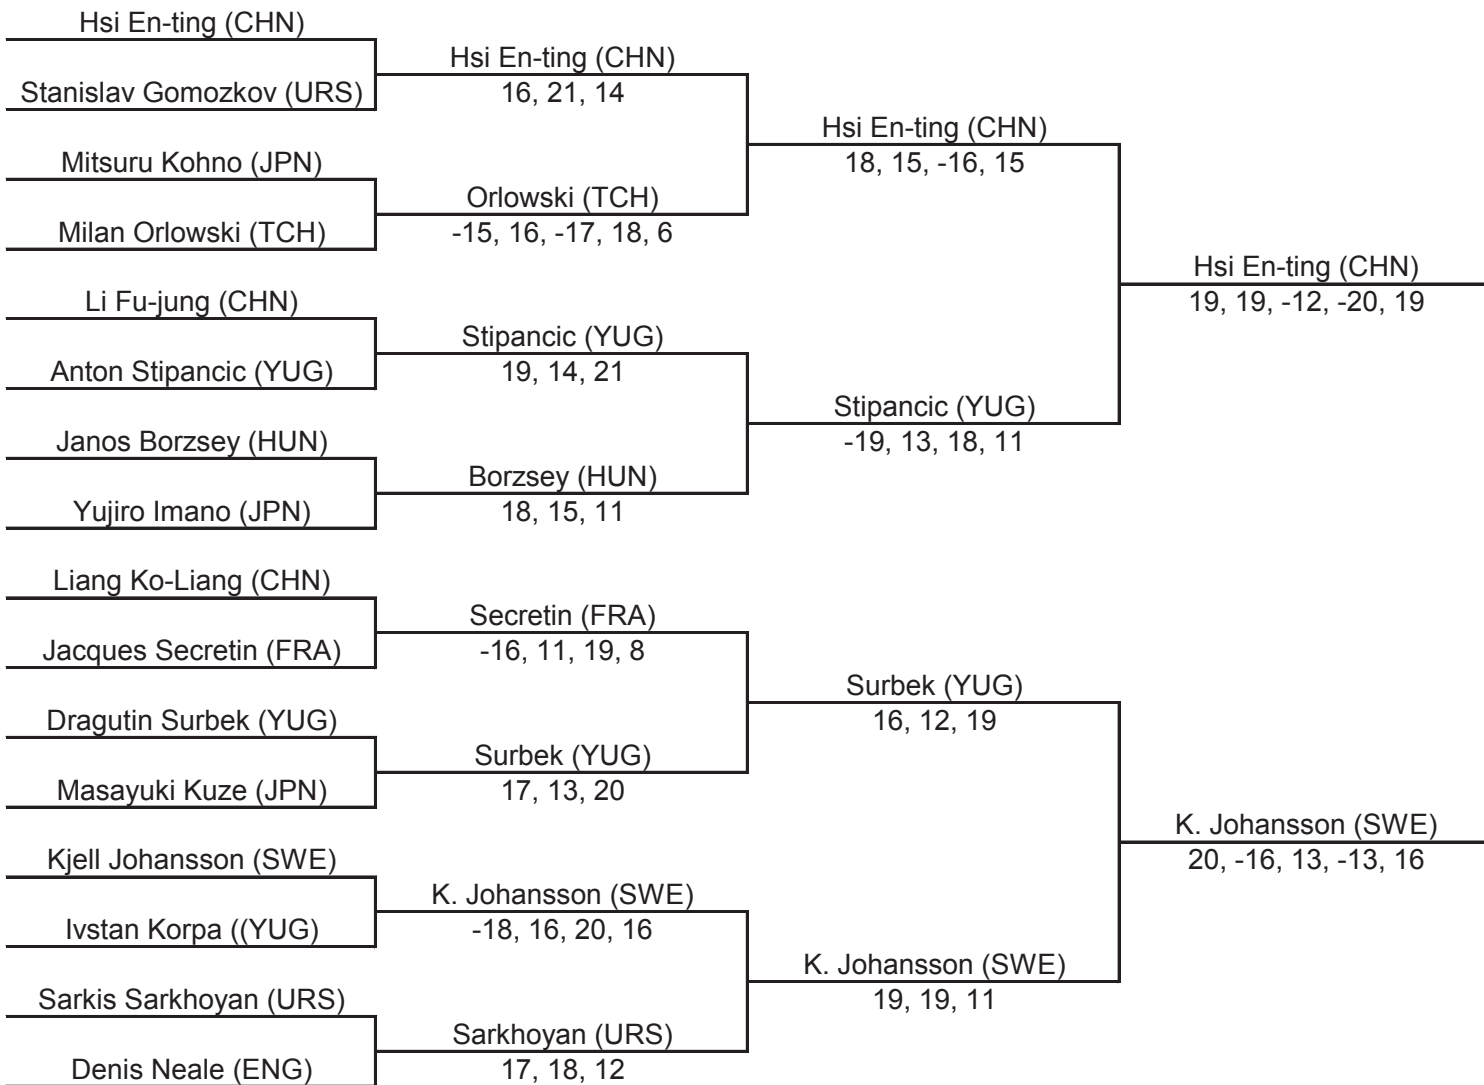 Hsi En-ting (CHN)
Stanislav Gomozkov (URS)
Mitsuru Kohno (JPN)
Milan Orlowski (TCH)
Li Fu-jung (CHN)
Anton Stipancic (YUG)
Janos Borzsey (HUN)
Yujiro Imano (JPN)
Liang Ko-Liang (CHN)
Jacques Secretin (FRA)
Dragutin Surbek (YUG)
Masayuki Kuze (JPN)
Kjell Johansson (SWE)
Ivstan Korpa ((YUG)
Sarkis Sarkhoyan (URS)
Denis Neale (ENG)
Hsi En-ting (CHN)
16, 21, 14
Orlowski (TCH)
-15, 16, -17, 18, 6
Stipancic (YUG)
19, 14, 21
Borzsey (HUN)
18, 15, 11
Secretin (FRA)
-16, 11, 19, 8
Surbek (YUG)
17, 13, 20
K. Johansson (SWE)
-18, 16, 20, 16
Sarkhoyan (URS)
17, 18, 12
Hsi En-ting (CHN)
18, 15, -16, 15
Stipancic (YUG)
-19, 13, 18, 11
Surbek (YUG)
16, 12, 19
K. Johansson (SWE)
19, 19, 11
Hsi En-ting (CHN)
19, 19, -12, -20, 19
K. Johansson (SWE)
20, -16, 13, -13, 16